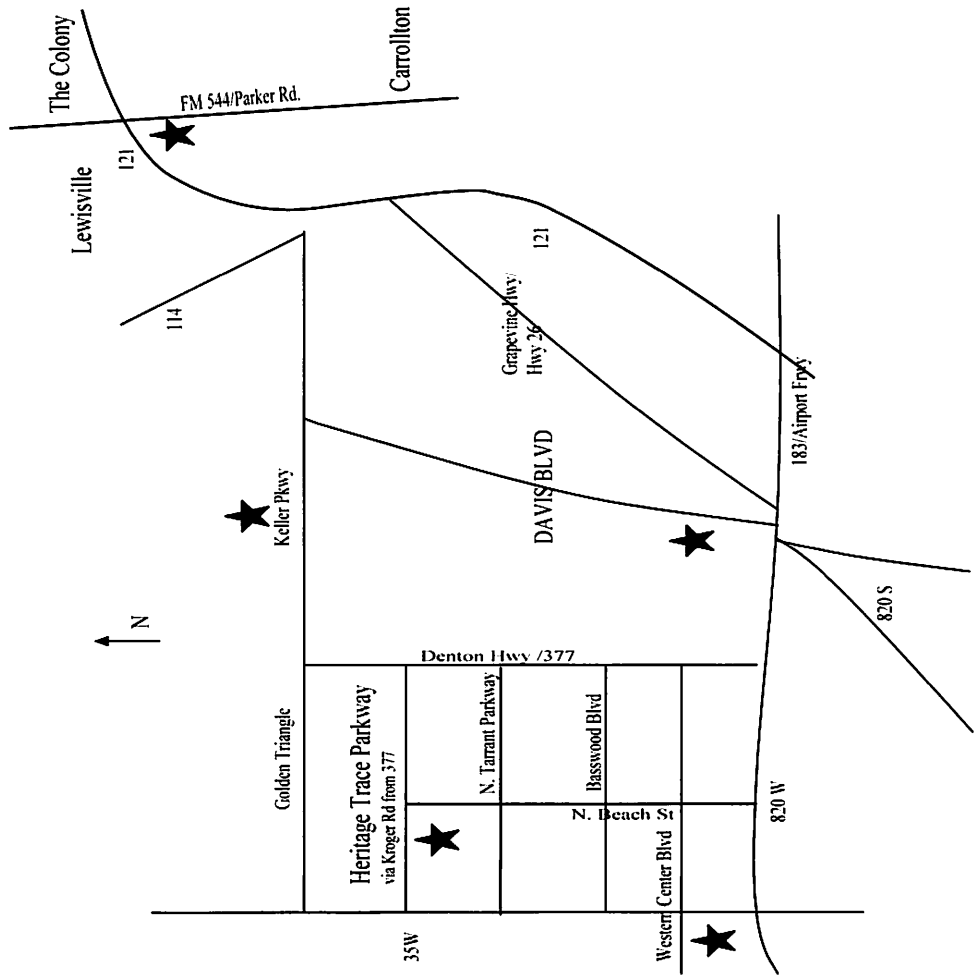 The Colony
Lewisville
121
FM 544/Parker Rd.
Carrollton
114
N
Keller Pkwy
Golden Triangle
121
Grapevine Hwy/
Hwy 26
DAVIS BLVD
Denton Hwy /377
Heritage Trace Parkway
via Kroger Rd from 377
35W
N. Tarrant Parkway
Basswood Blvd
N. Beach St
Western Center Blvd
820 W
183/Airport Frwy
820 S